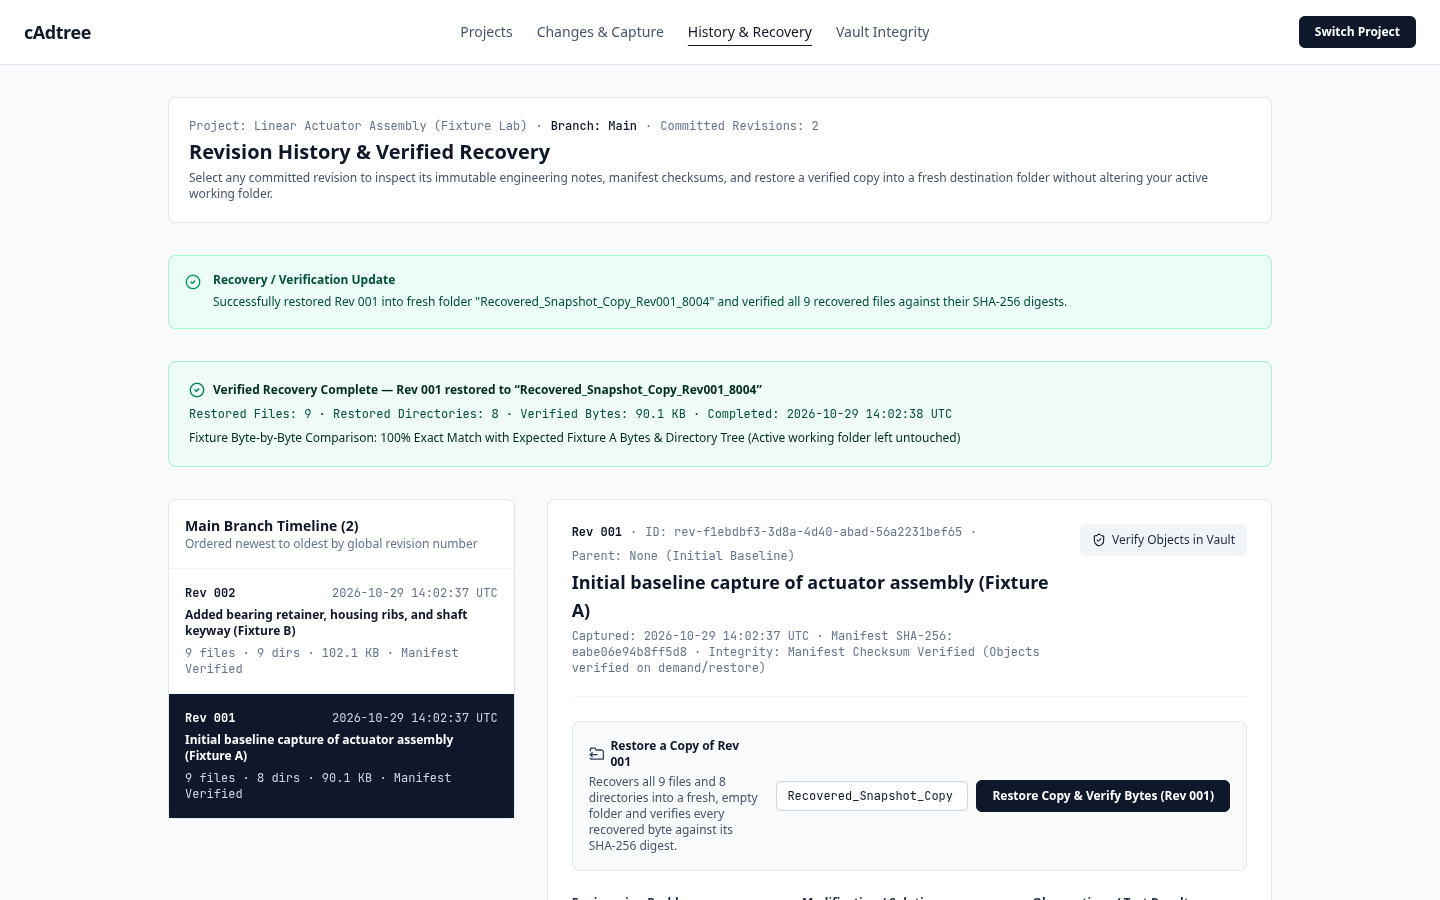 cAdtree
Projects
Changes & Capture
History & Recovery
Vault Integrity
Switch Project
Project: Linear Actuator Assembly (Fixture Lab) · Branch: Main · Committed Revisions: 2
Revision History & Verified Recovery
Select any committed revision to inspect its immutable engineering notes, manifest checksums, and restore a verified copy into a fresh destination folder without altering your active
working folder.
Recovery / Verification Update
Successfully restored Rev 001 into fresh folder "Recovered_Snapshot_Copy_Rev001_8004" and verified all 9 recovered files against their SHA-256 digests.
Verified Recovery Complete — Rev 001 restored to “Recovered_Snapshot_Copy_Rev001_8004”
Restored Files: 9 · Restored Directories: 8 · Verified Bytes: 90.1 KB · Completed: 2026-10-29 14:02:38 UTC
Fixture Byte-by-Byte Comparison: 100% Exact Match with Expected Fixture A Bytes & Directory Tree (Active working folder left untouched)
Main Branch Timeline (2)
Ordered newest to oldest by global revision number
Rev 002 2026-10-29 14:02:37 UTC
Added bearing retainer, housing ribs, and shaft
keyway (Fixture B)
9 files · 9 dirs · 102.1 KB · Manifest
Verified
Rev 001 2026-10-29 14:02:37 UTC
Initial baseline capture of actuator assembly
(Fixture A)
9 files · 8 dirs · 90.1 KB · Manifest
Verified
Rev 001 · ID: rev-f1ebdbf3-3d8a-4d40-abad-56a2231bef65 ·
Parent: None (Initial Baseline)
Verify Objects in Vault
Initial baseline capture of actuator assembly (Fixture
A)
Captured: 2026-10-29 14:02:37 UTC · Manifest SHA-256:
eabe06e94b8ff5d8 · Integrity: Manifest Checksum Verified (Objects
verified on demand/restore)
Restore a Copy of Rev
001
Recovers all 9 files and 8
directories into a fresh, empty
folder and verifies every
recovered byte against its
SHA-256 digest.
Recovered_Snapshot_Copy
Restore Copy & Verify Bytes (Rev 001)